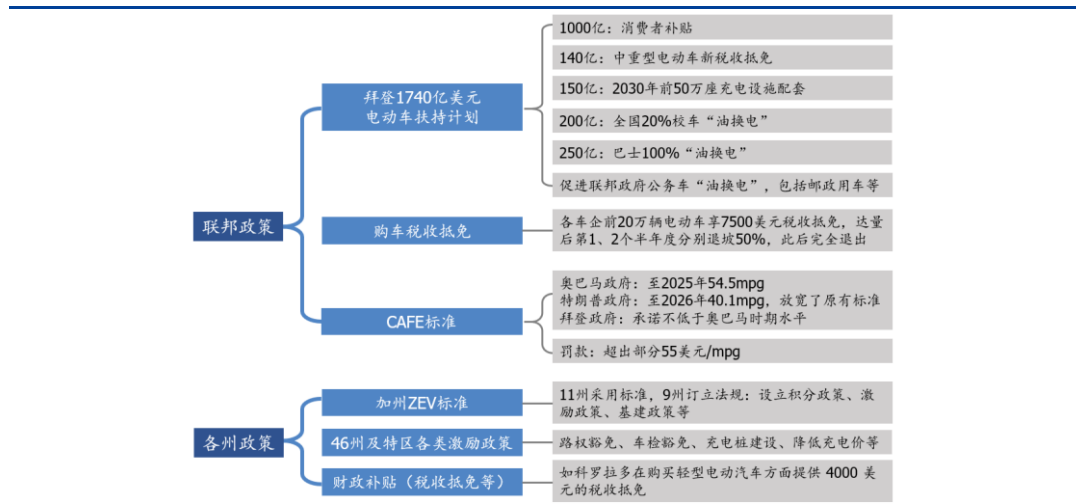 联邦政策
拜登1740亿美元
电动车扶持计划
1000亿：消费者补贴
140亿：中重型电动车新税收抵免
150亿：2030年前50万座充电设施配套
200亿：全国20%校车“油换电”
250亿：巴士100%“油换电”
促进联邦政府公务车“油换电”，包括邮政用车等
购车税收抵免
各车企前20万辆电动车享7500美元税收抵免，达量
后第1、2个半年度分别退坡50%，此后完全退出
CAFE标准
奥巴马政府：至2025年54.5mpg
特朗普政府：至2026年40.1mpg，放宽了原有标准
拜登政府：承诺不低于奥巴马时期水平
罚款：超出部分55美元/mpg
各州政策
加州ZEV标准
11州采用标准，9州订立法规：设立积分政策、激
励政策、基建政策等
46州及特区各类激励政策
路权豁免、车检豁免、充电桩建设、降低充电价等
财政补贴（税收抵免等）
如科罗拉多在购买轻型电动汽车方面提供 4000 美
元的税收抵免